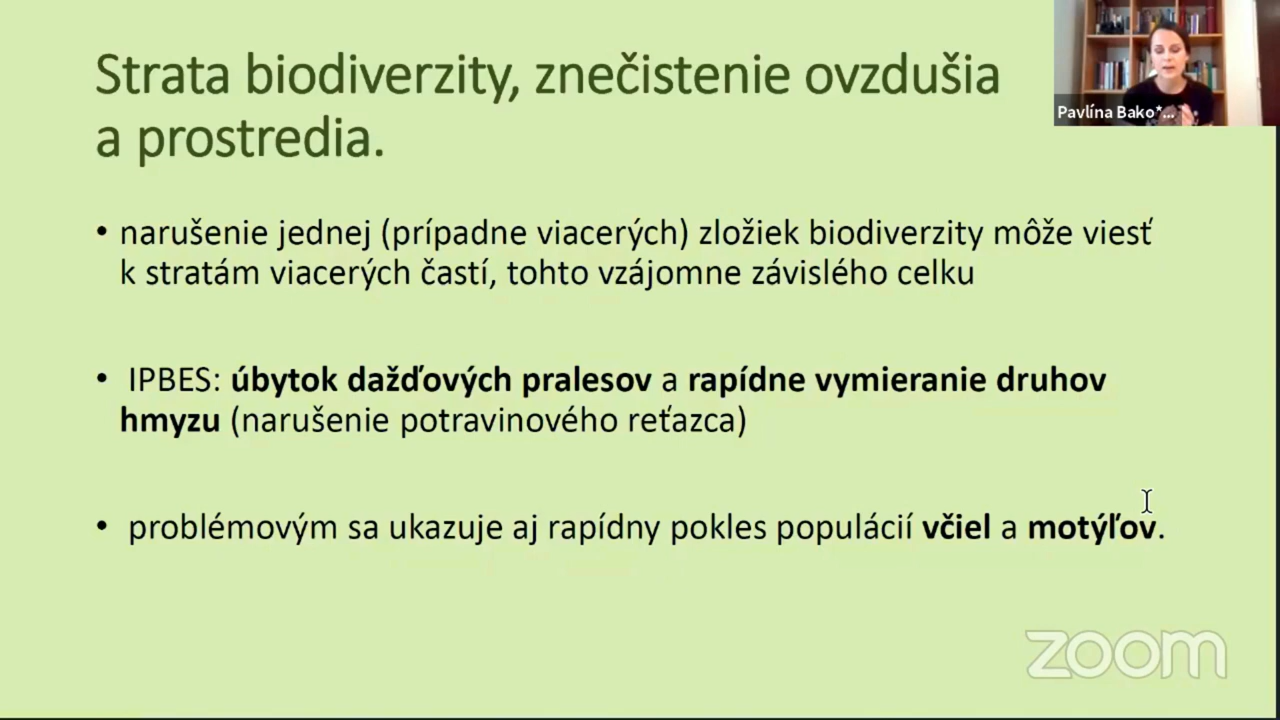 Strata biodiverzity, znečistenie ovzdušia
a prostredia.
Pavlína Bako*...
• narušenie jednej (prípadne viacerých) zložiek biodiverzity môže viesť
k stratám viacerých častí, tohto vzájomne závislého celku
• IPBES: úbytok dažďových pralesov a rapídne vymieranie druhov
hmyzu (narušenie potravinového reťazca)
• problémovým sa ukazuje aj rapídny pokles populácií včiel a motýľov.
zoom